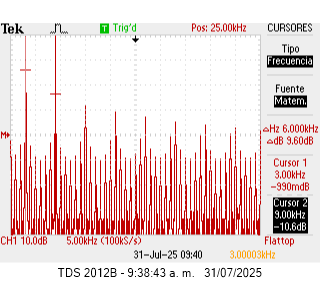 Tek Trig'd Pos: 25.00kHz CURSORES
Tipo
Frecuencia
Fuente
Matem.
M
ΔHz 6.000kHz
ΔdB 9.60dB
Cursor 1
3.00kHz
-990mdB
Cursor 2
9.00kHz
-10.6dB
CH1 10.0dB 5.00kHz (100kS/s) Flattop
31-Jul-25 09:40 3.00003kHz
TDS 2012B - 9:38:43 a. m. 31/07/2025